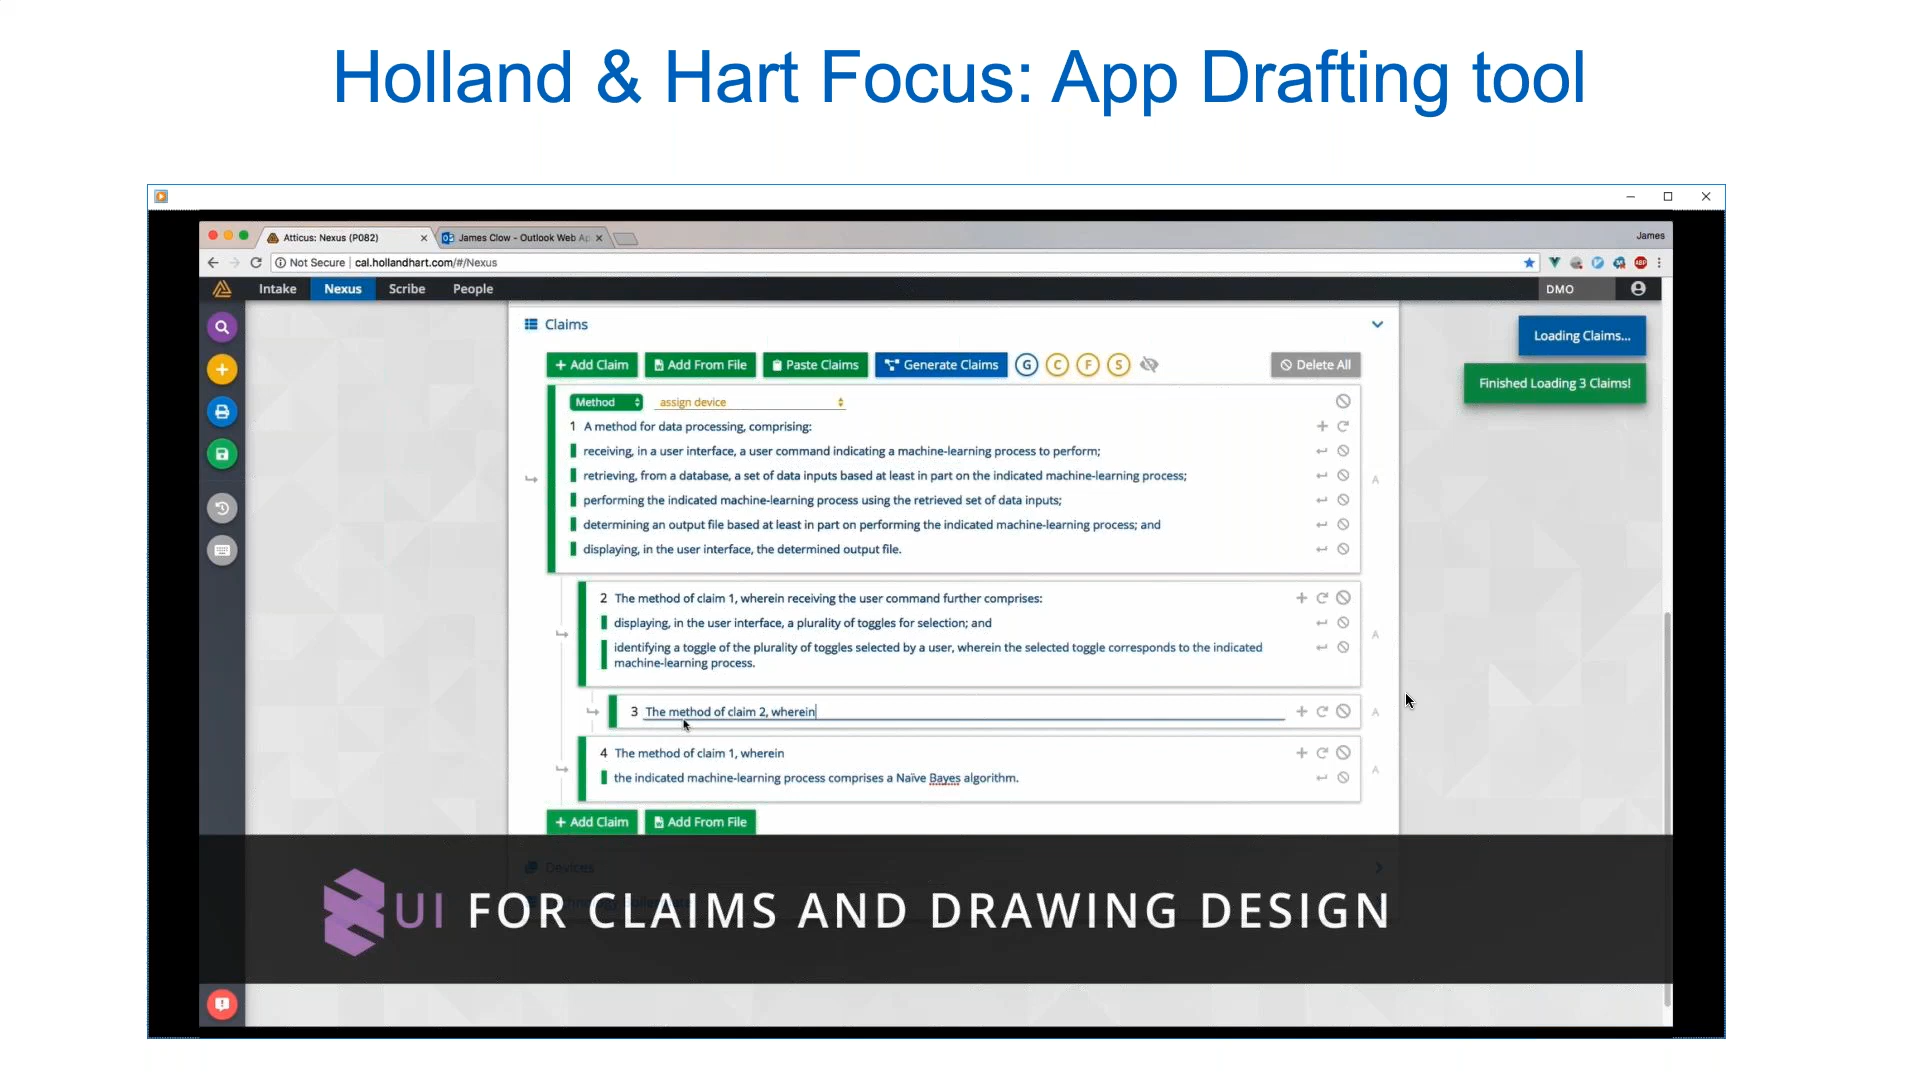 Holland & Hart Focus: App Drafting tool
Atticus: Nexus (P082)
James Clow - Outlook Web Ap
James
Not Secure | cal.hollandhart.com/#/Nexus
ABP
Intake Nexus Scribe People
DMO
Claims
Loading Claims...
+ Add Claim Add From File Paste Claims Generate Claims G C F S Delete All
Finished Loading 3 Claims!
Method assign device
1 A method for data processing, comprising:
receiving, in a user interface, a user command indicating a machine-learning process to perform;
retrieving, from a database, a set of data inputs based at least in part on the indicated machine-learning process;
A
performing the indicated machine-learning process using the retrieved set of data inputs;
determining an output file based at least in part on performing the indicated machine-learning process; and
displaying, in the user interface, the determined output file.
2 The method of claim 1, wherein receiving the user command further comprises:
displaying, in the user interface, a plurality of toggles for selection; and
A
identifying a toggle of the plurality of toggles selected by a user, wherein the selected toggle corresponds to the indicated
machine-learning process.
3 The method of claim 2, wherein
A
4 The method of claim 1, wherein
A
the indicated machine-learning process comprises a Naïve Bayes algorithm.
+ Add Claim Add From File
Devices
UI FOR CLAIMS AND DRAWING DESIGN